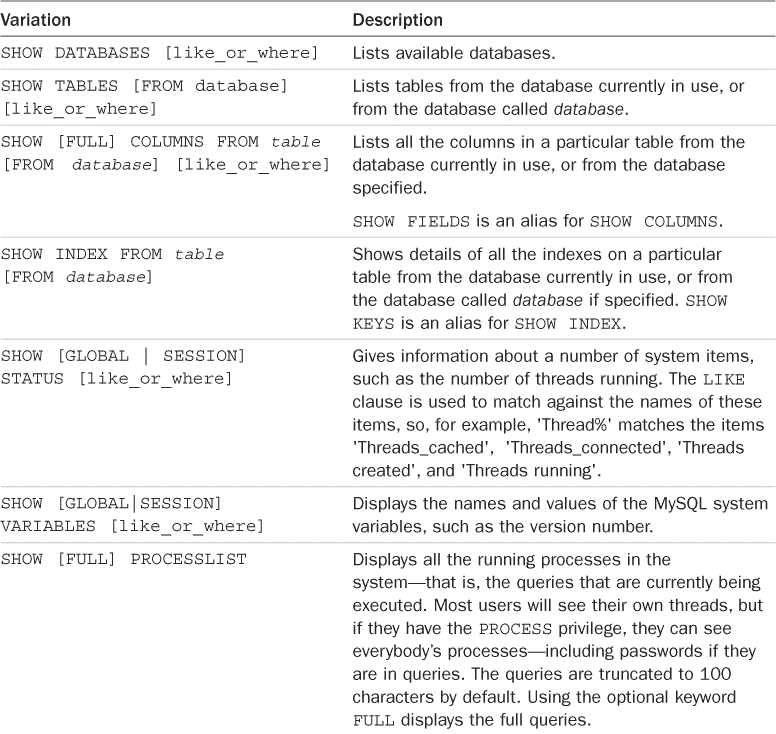 Variation Description
SHOW DATABASES [like_or_where] Lists available databases.
SHOW TABLES [FROM database] Lists tables from the database currently in use, or
[like_or_where] from the database called database.
SHOW [FULL] COLUMNS FROM table Lists all the columns in a particular table from the
[FROM database] [like_or_where] database currently in use, or from the database
specified.
SHOW FIELDS is an alias for SHOW COLUMNS.
SHOW INDEX FROM table Shows details of all the indexes on a particular
[FROM database] table from the database currently in use, or from
the database called database if specified. SHOW
KEYS is an alias for SHOW INDEX.
SHOW [GLOBAL | SESSION] Gives information about a number of system items,
STATUS [like_or_where] such as the number of threads running. The LIKE
clause is used to match against the names of these
items, so, for example, 'Thread%' matches the items
'Threads_cached', 'Threads_connected', 'Threads
created', and 'Threads running'.
SHOW [GLOBAL|SESSION] Displays the names and values of the MySQL system
VARIABLES [like_or_where] variables, such as the version number.
SHOW [FULL] PROCESSLIST Displays all the running processes in the
system—that is, the queries that are currently being
executed. Most users will see their own threads, but
if they have the PROCESS privilege, they can see
everybody's processes—including passwords if they
are in queries. The queries are truncated to 100
characters by default. Using the optional keyword
FULL displays the full queries.